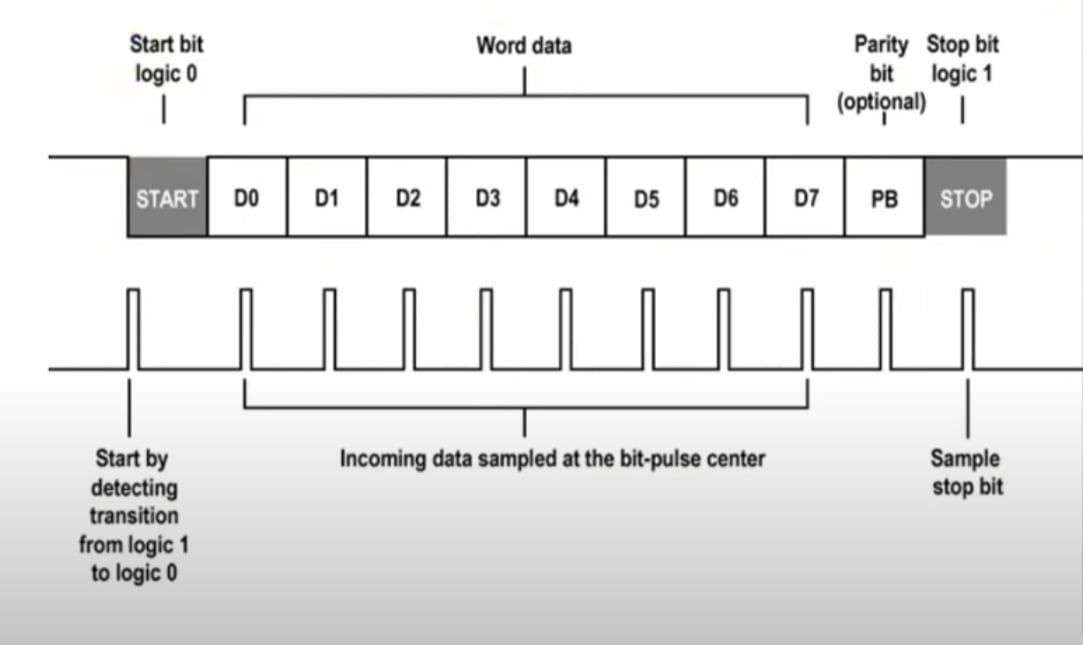 Start bit
logic 0
Word data
Parity
bit
(optional)
Stop bit
logic 1
START D0 D1 D2 D3 D4 D5 D6 D7 PB STOP
Start by
detecting
transition
from logic 1
to logic 0
Incoming data sampled at the bit-pulse center
Sample
stop bit